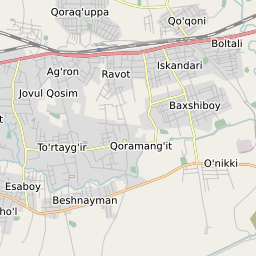 Qoraq'uppa
Qo'qoni
Boltali
Iskandari
Ag'ron
Ravot
Jovul Qosim
Baxshiboy
t
To'rtayg'ir
Qoramang'it
O'nikki
Esaboy
Beshnayman
ho'l